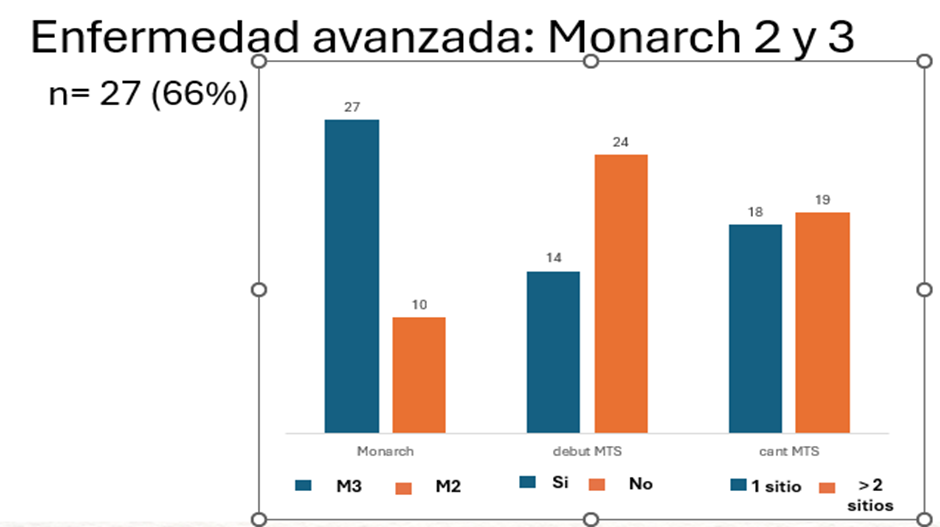 Enfermedad avanzada: Monarch 2 y 3
n= 27 (66%)
27
10
14
24
18
19
Monarch
debut MTS
cant MTS
M3
M2
Si
No
1 sitio
> 2
sitios